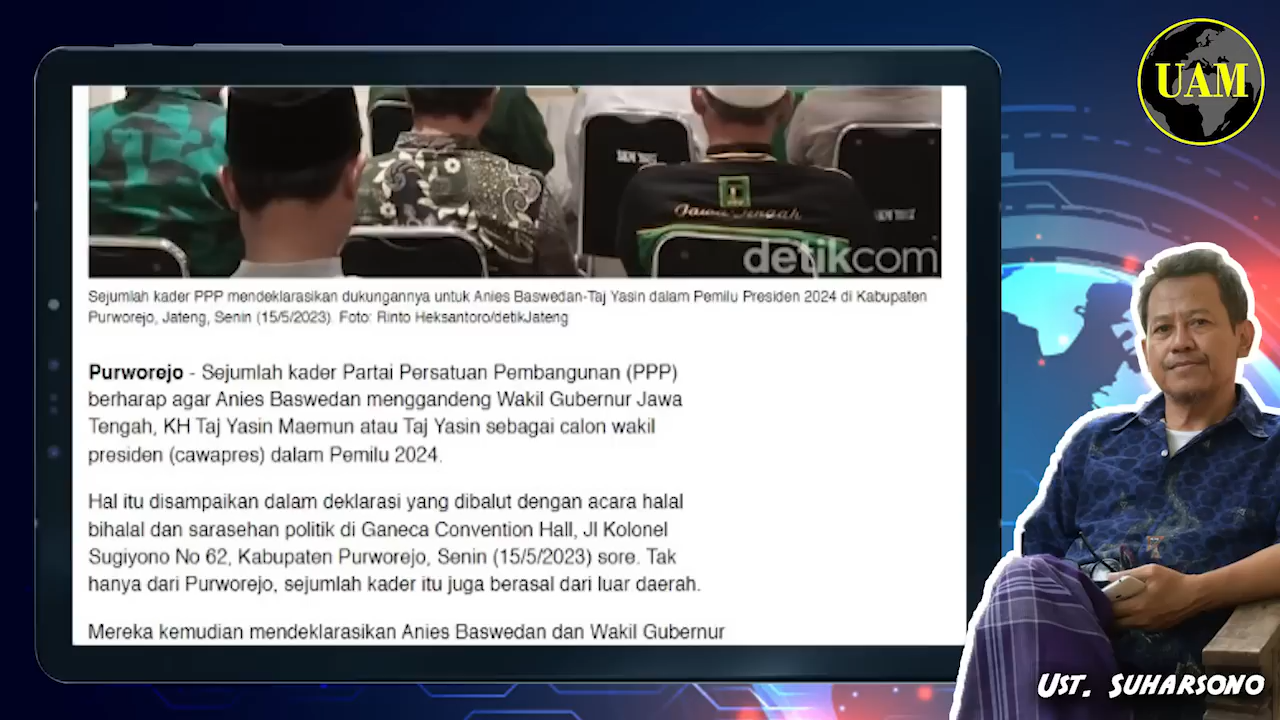 UAM
Jawa Tengah
detikcom
Sejumlah kader PPP mendeklarasikan dukungannya untuk Anies Baswedan-Taj Yasin dalam Pemilu Presiden 2024 di Kabupaten
Purworejo, Jateng, Senin (15/5/2023). Foto: Rinto Heksantoro/detikJateng
Purworejo - Sejumlah kader Partai Persatuan Pembangunan (PPP)
berharap agar Anies Baswedan menggandeng Wakil Gubernur Jawa
Tengah, KH Taj Yasin Maemun atau Taj Yasin sebagai calon wakil
presiden (cawapres) dalam Pemilu 2024.
Hal itu disampaikan dalam deklarasi yang dibalut dengan acara halal
bihalal dan sarasehan politik di Ganeca Convention Hall, Jl Kolonel
Sugiyono No 62, Kabupaten Purworejo, Senin (15/5/2023) sore. Tak
hanya dari Purworejo, sejumlah kader itu juga berasal dari luar daerah.
Mereka kemudian mendeklarasikan Anies Baswedan dan Wakil Gubernur
Ust. Suharsono